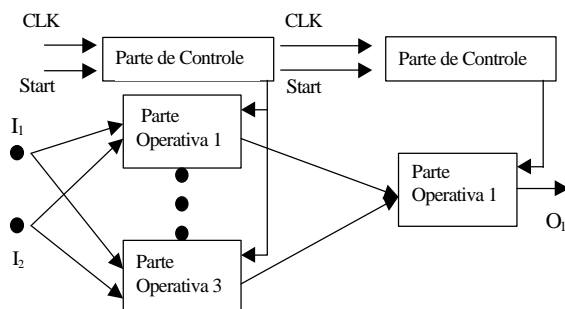 CLK
Parte de Controle
Start
CLK
Parte de Controle
Start
I1
I2
Parte
Operativa 1
Parte
Operativa 3
Parte
Operativa 1
O1